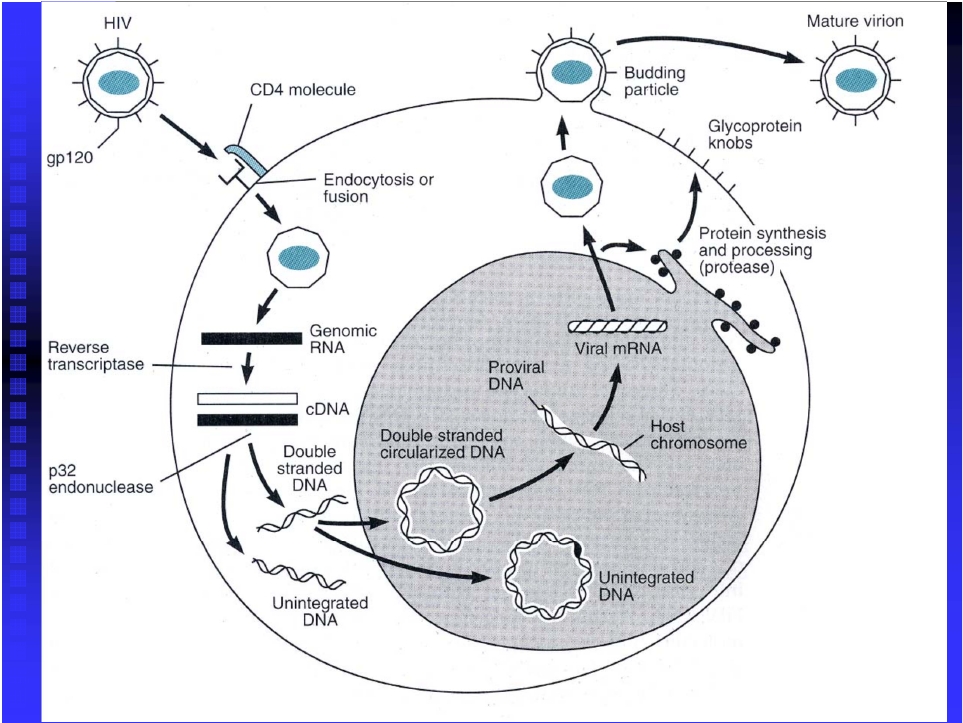 HIV
Mature virion
Budding
particle
CD4 molecule
gp120
Glycoprotein
knobs
Endocytosis or
fusion
Protein synthesis
and processing
(protease)
Genomic
RNA
Viral mRNA
Reverse
transcriptase
Proviral
DNA
cDNA
Host
chromosome
Double stranded
circularized DNA
Double
stranded
DNA
p32
endonuclease
Unintegrated
DNA
Unintegrated
DNA